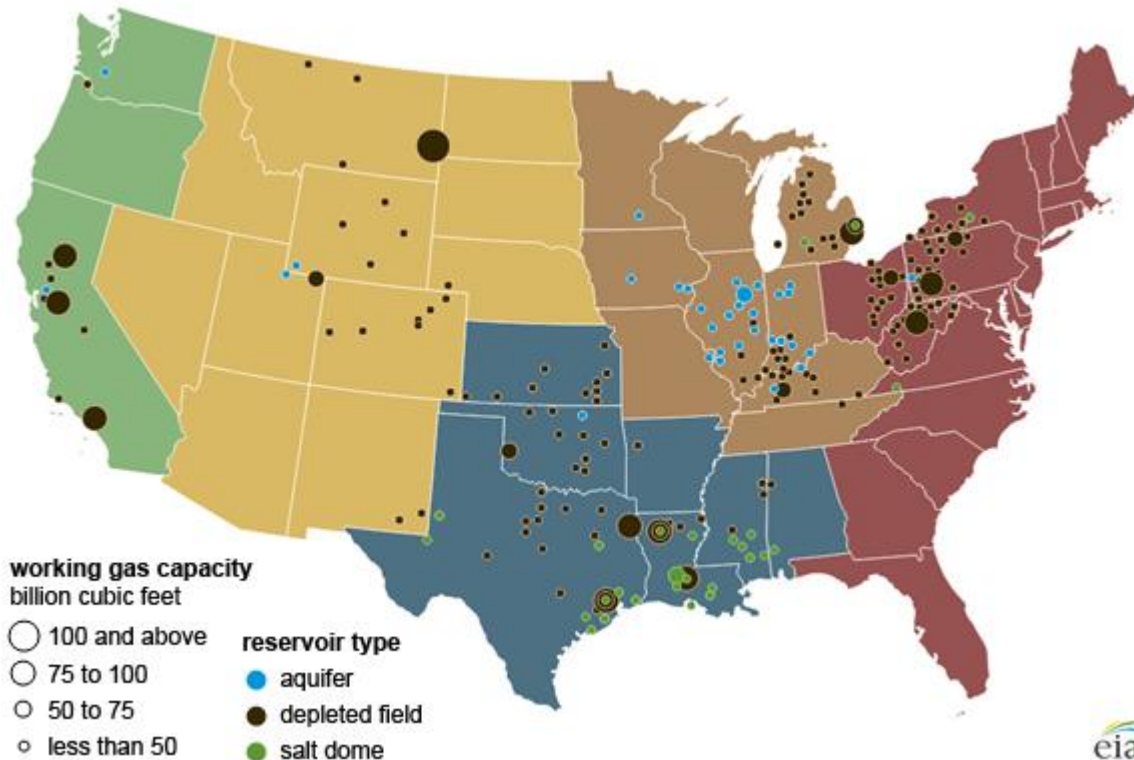 working gas capacity
billion cubic feet
100 and above
75 to 100
50 to 75
less than 50
reservoir type
aquifer
depleted field
salt dome
eia